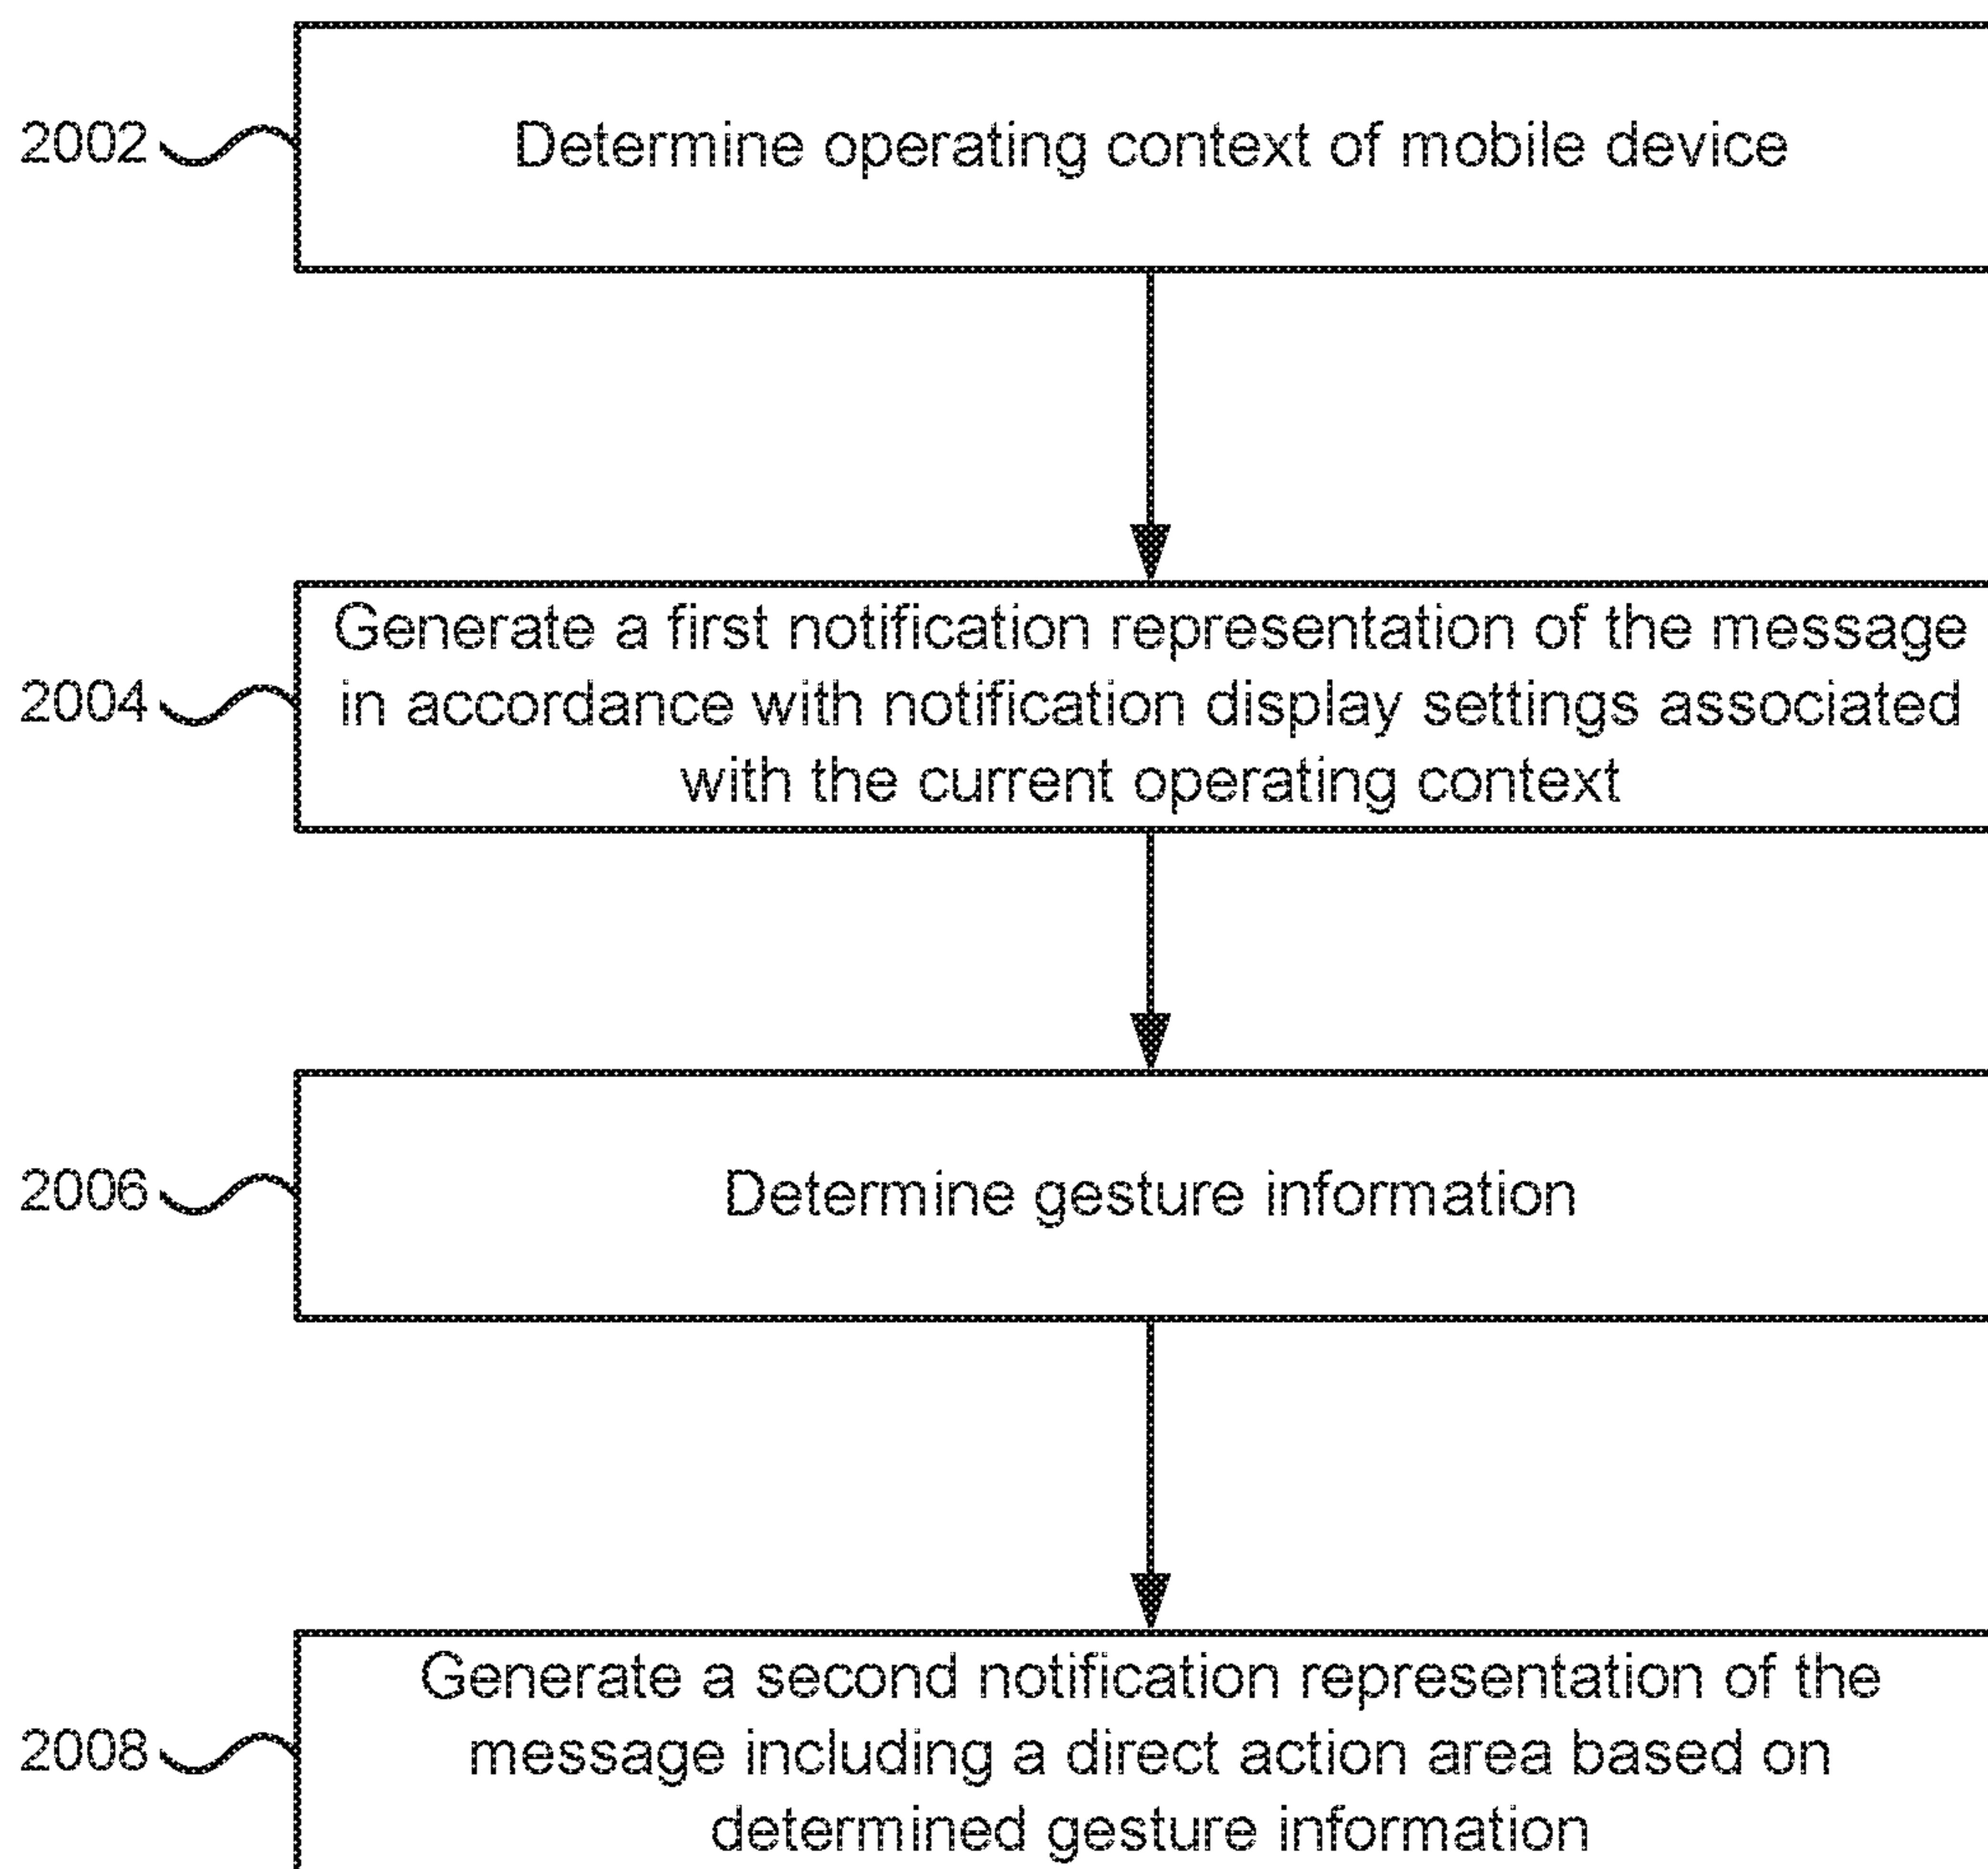 2002
Determine operating context of mobile device
Generate a first notification representation of the message
2004
in accordance with notification display settings associated
with the current operating context
2006
Determine gesture information
Generate a second notification representation of the
2008
message including a direct action area based on
determined gesture information